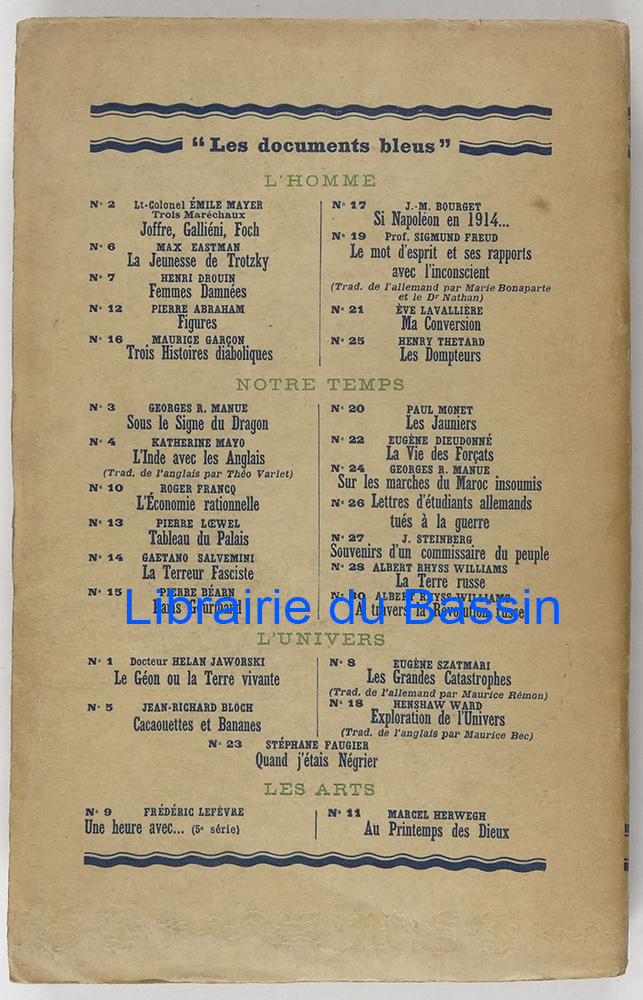 "Les documents bleus"
L'HOMME
N° 2 Lt-Colonel ÉMILE MAYER
Trois Maréchaux
Joffre, Galliéni, Foch
N° 6 MAX EASTMAN
La Jeunesse de Trotzky
N° 7 HENRI DROUIN
Femmes Damnées
N° 12 PIERRE ABRAHAM
Figures
N° 16 MAURICE GARÇON
Trois Histoires diaboliques
N° 17 J.-M. BOURGET
Si Napoléon en 1914...
N° 19 Prof. SIGMUND FREUD
Le mot d'esprit et ses rapports
avec l'inconscient
(Trad. de l'allemand par Marie Bonaparte
et le Dr Nathan)
N° 21 ÈVE LAVALLIÈRE
Ma Conversion
N° 25 HENRY THETARD
Les Dompteurs
NOTRE TEMPS
N° 3 GEORGES R. MANUE
Sous le Signe du Dragon
N° 4 KATHERINE MAYO
L'Inde avec les Anglais
(Trad. de l'anglais par Théo Varlet)
N° 10 ROGER FRANCQ
L'Économie rationnelle
N° 13 PIERRE LŒWEL
Tableau du Palais
N° 14 GAETANO SALVEMINI
La Terreur Fasciste
N° 15 PIERRE BÉARN
Paris Gourmand
N° 20 PAUL MONET
Les Jauniers
N° 22 EUGÈNE DIEUDONNÉ
La Vie des Forçats
N° 24 GEORGES R. MANUE
Sur les marches du Maroc insoumis
N° 26 Lettres d'étudiants allemands
tués à la guerre
N° 27 J. STEINBERG
Souvenirs d'un commissaire du peuple
N° 28 ALBERT RHYSS WILLIAMS
La Terre russe
N° ALBERT RHYSS WILLIAMS
A travers la Révolution russe
Librairie du Bassin
L'UNIVERS
N° 1 Docteur HELAN JAWORSKI
Le Géon ou la Terre vivante
N° 5 JEAN-RICHARD BLOCH
Cacaouettes et Bananes
N° 8 EUGÈNE SZATMARI
Les Grandes Catastrophes
(Trad. de l'allemand par Maurice Rémon)
N° 18 HENSHAW WARD
Exploration de l'Univers
(Trad. de l'anglais par Maurice Bec)
N° 23 STÉPHANE FAUGIER
Quand j'étais Négrier
LES ARTS
N° 9 FRÉDÉRIC LEFÈVRE
Une heure avec... (5e série)
N° 11 MARCEL HERWEGH
Au Printemps des Dieux